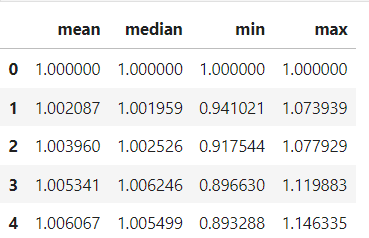 mean median min max
0 1.000000 1.000000 1.000000 1.000000
1 1.002087 1.001959 0.941021 1.073939
2 1.003960 1.002526 0.917544 1.077929
3 1.005341 1.006246 0.896630 1.119883
4 1.006067 1.005499 0.893288 1.146335